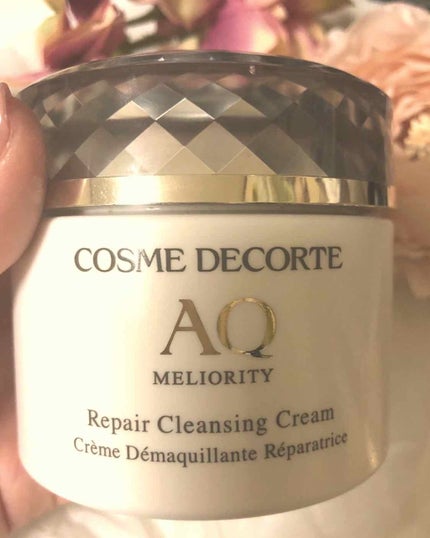 COSME DECORTE
AQ
MELIORITY
Repair Cleansing Cream
Crème Démaquillante Réparatrice